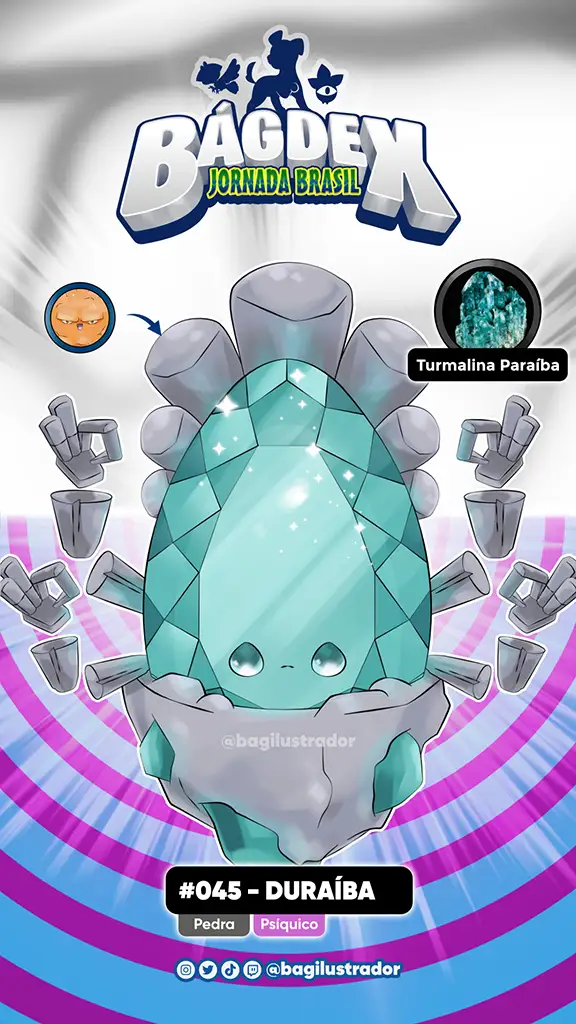 BÁGDEX
JORNADA BRASIL
Turmalina Paraíba
@bagilustrador
#045 - DURAÍBA
Pedra Psíquico
@bagilustrador